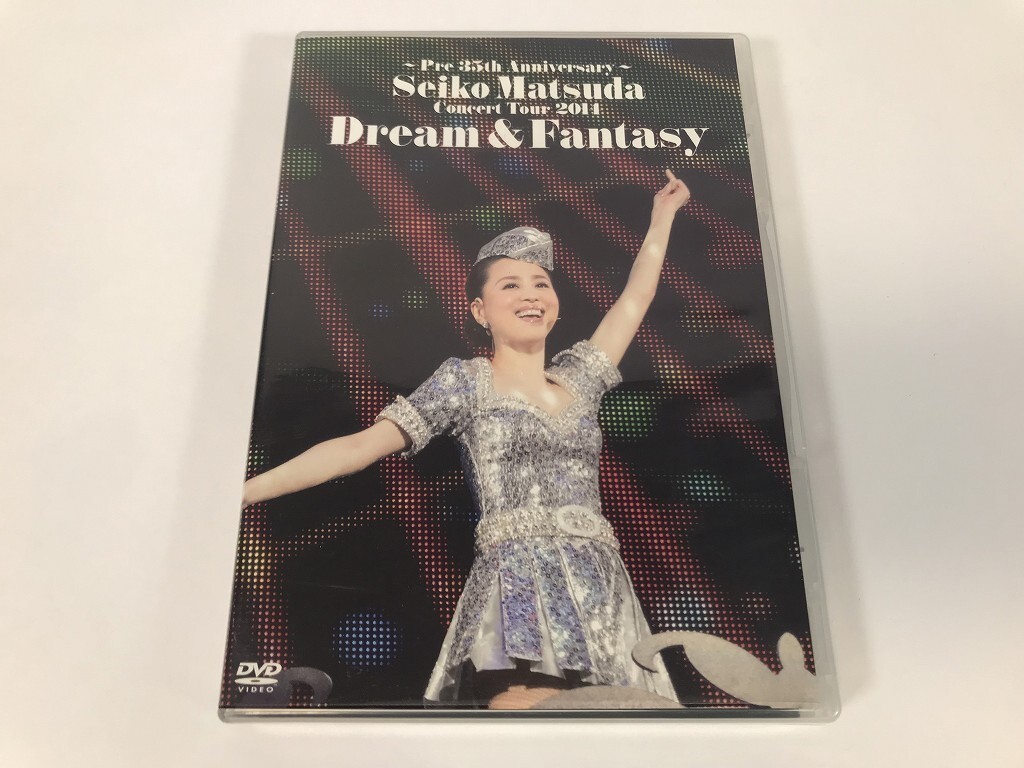 ~Pre 35th Anniversary~
Seiko Matsuda
Concert Tour 2014
Dream & Fantasy
DVD
VIDEO